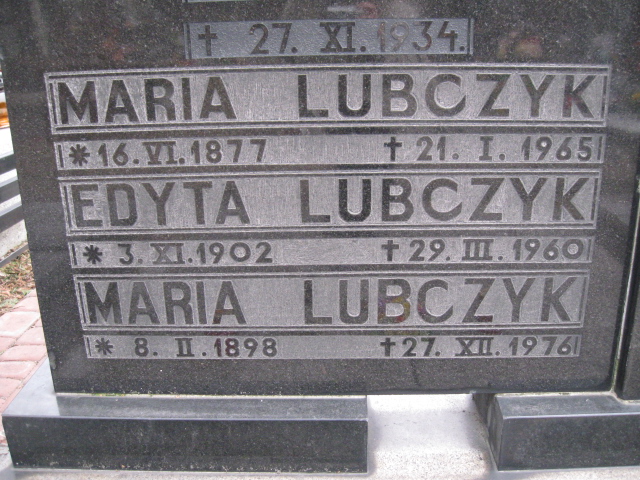 ✝ 27. XI. 1934.
MARIA LUBCZYK
* 16. VI. 1877 ✝ 21. I. 1965
EDYTA LUBCZYK
* 3. XI. 1902 ✝ 29. III. 1960
MARIA LUBCZYK
* 8. II. 1898 ✝ 27. XII. 1976